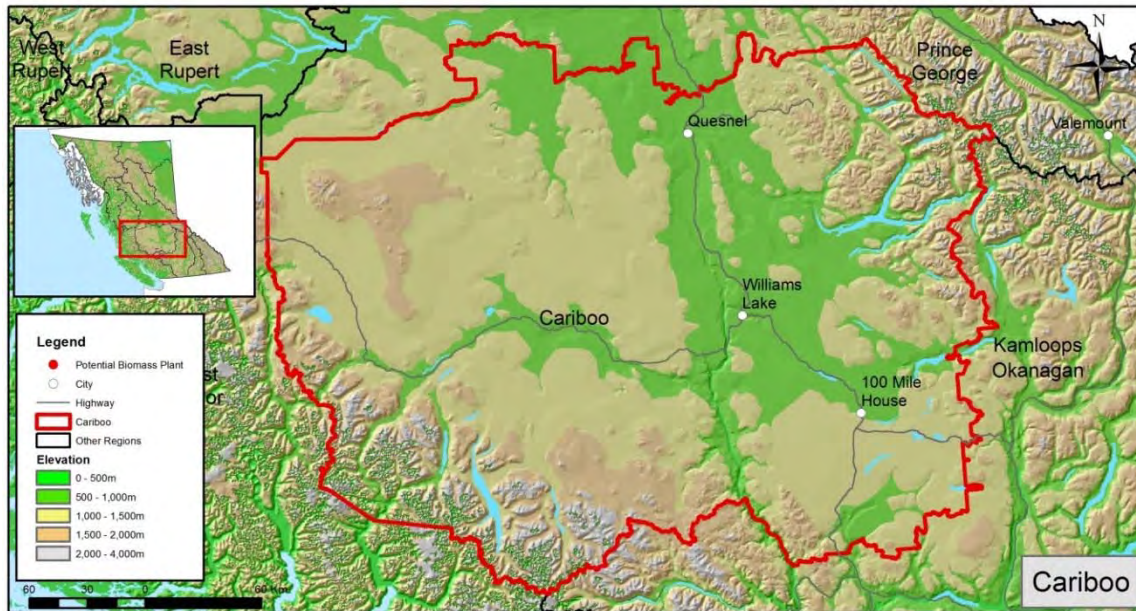 West
Rupert
East
Rupert
Prince
George
N
Valemount
Quesnel
Williams
Lake
Cariboo
Kamloops
Okanagan
100 Mile
House
Legend
Potential Biomass Plant
City
Highway
Cariboo
Other Regions
Elevation
0 - 500m
500 - 1,000m
1,000 - 1,500m
1,500 - 2,000m
2,000 - 4,000m
60 30 0 60 Km
Cariboo